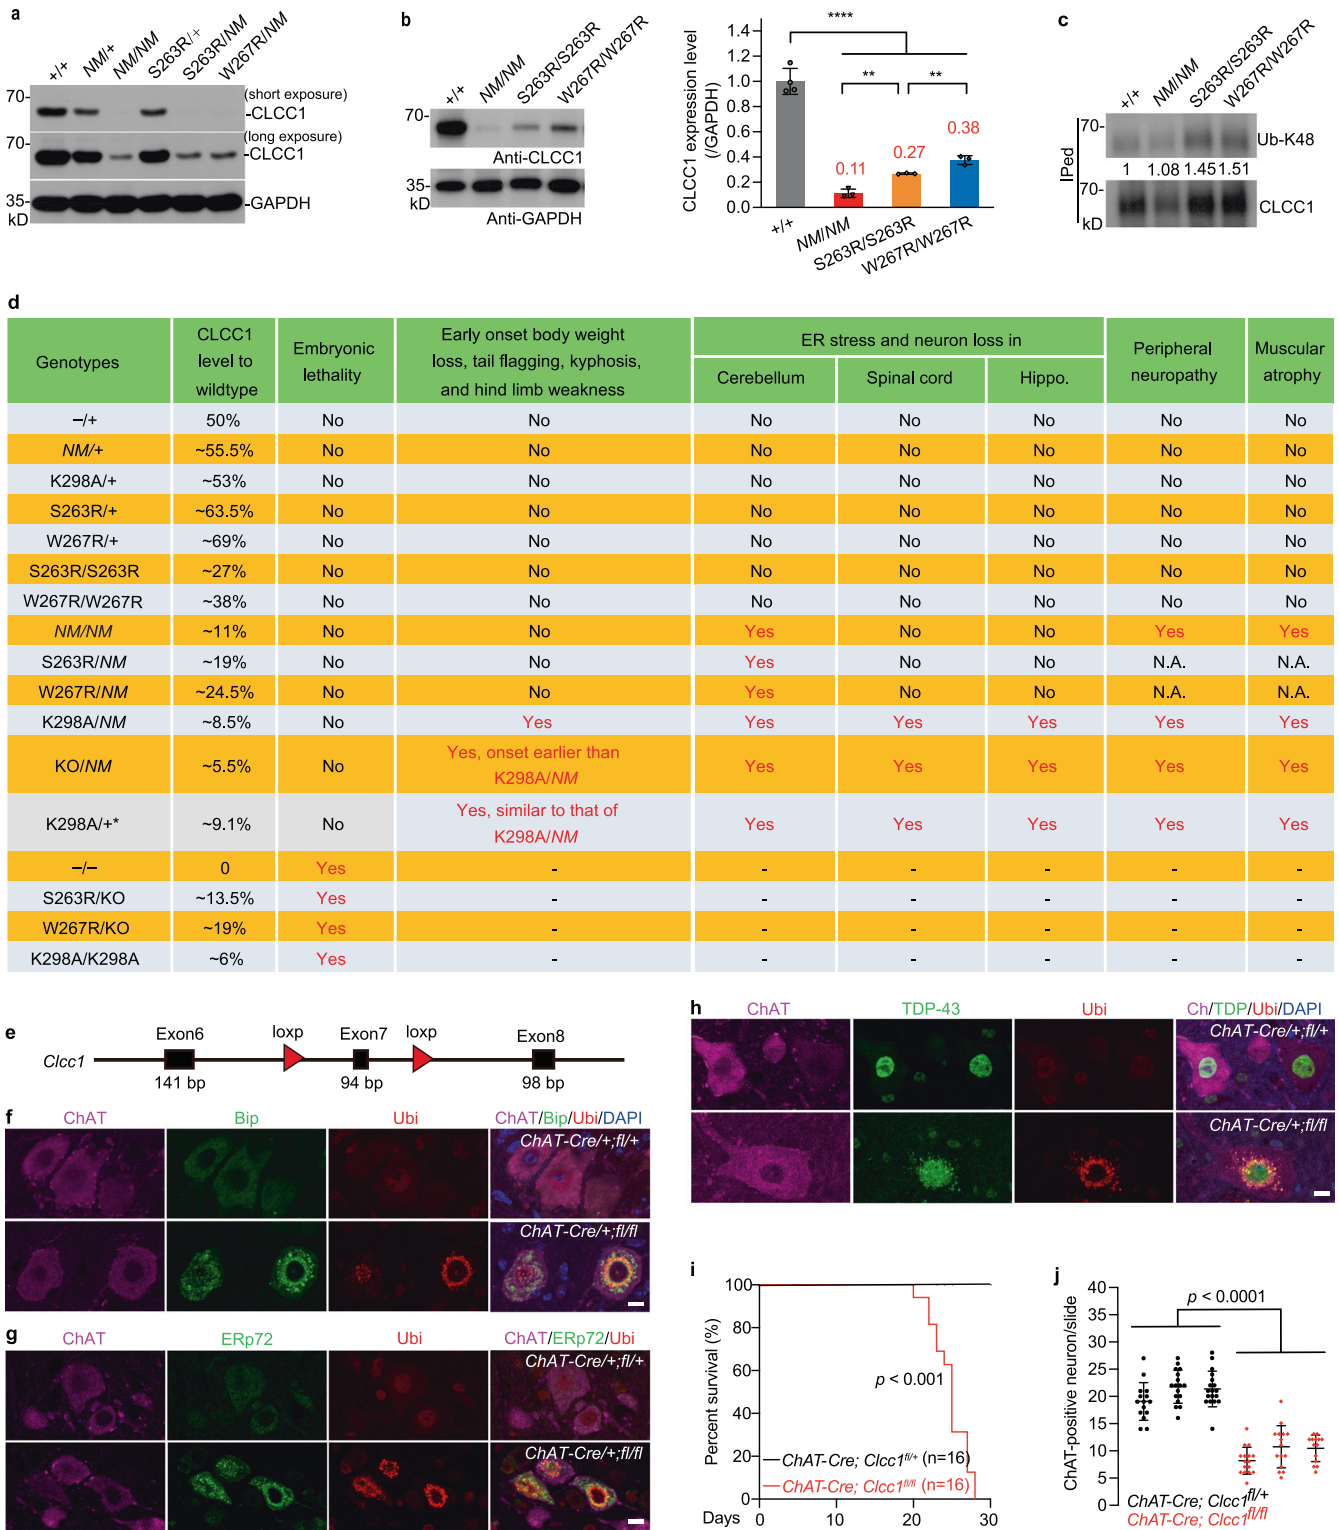 a
+/+
NM/+
NM/NM
S263R/+
S263R/NM
W267R/NM
70-
(short exposure)
-CLCC1
70-
(long exposure)
-CLCC1
35-
kD
-GAPDH
b
+/+
NM/NM
S263R/S263R
W267R/W267R
70-
Anti-CLCC1
35-
kD
Anti-GAPDH
CLCC1 expression level
(/GAPDH)
1.4
1.2
1.0
0.8
0.6
0.4
0.2
0.0
****
**
**
0.11
0.27
0.38
+/+
NM/NM
S263R/S263R
W267R/W267R
c
+/+
NM/NM
S263R/S263R
W267R/W267R
IPed
70-
Ub-K48
1 1.08 1.45 1.51
70-
kD
CLCC1
d
Genotypes
CLCC1
level to
wildtype
Embryonic
lethality
Early onset body weight
loss, tail flagging, kyphosis,
and hind limb weakness
ER stress and neuron loss in
Cerebellum
Spinal cord
Hippo.
Peripheral
neuropathy
Muscular
atrophy
−/+ 50% No No No No No No No
NM/+ ~55.5% No No No No No No No
K298A/+ ~53% No No No No No No No
S263R/+ ~63.5% No No No No No No No
W267R/+ ~69% No No No No No No No
S263R/S263R ~27% No No No No No No No
W267R/W267R ~38% No No No No No No No
NM/NM ~11% No No Yes No No Yes Yes
S263R/NM ~19% No No Yes No No N.A. N.A.
W267R/NM ~24.5% No No Yes No No N.A. N.A.
K298A/NM ~8.5% No Yes Yes Yes Yes Yes Yes
KO/NM ~5.5% No Yes, onset earlier than
K298A/NM Yes Yes Yes Yes Yes
K298A/+* ~9.1% No Yes, similar to that of
K298A/NM Yes Yes Yes Yes Yes
−/− 0 Yes - - - - - -
S263R/KO ~13.5% Yes - - - - - -
W267R/KO ~19% Yes - - - - - -
K298A/K298A ~6% Yes - - - - - -
e
Clcc1
Exon6
loxp
Exon7
loxp
Exon8
141 bp
94 bp
98 bp
f
ChAT
Bip
Ubi
ChAT/Bip/Ubi/DAPI
ChAT-Cre/+;fl/+
ChAT-Cre/+;fl/fl
g
ChAT
ERp72
Ubi
ChAT/ERp72/Ubi
ChAT-Cre/+;fl/+
ChAT-Cre/+;fl/fl
h
ChAT
TDP-43
Ubi
Ch/TDP/Ubi/DAPI
ChAT-Cre/+;fl/+
ChAT-Cre/+;fl/fl
i
Percent survival (%)
100
80
60
40
20
0
p < 0.001
ChAT-Cre; Clcc1fl/+ (n=16)
ChAT-Cre; Clcc1fl/fl (n=16)
Days 0 10 20 30
j
ChAT-positive neuron/slide
40
35
30
25
20
15
10
5
0
p < 0.0001
ChAT-Cre; Clcc1fl/+
ChAT-Cre; Clcc1fl/fl